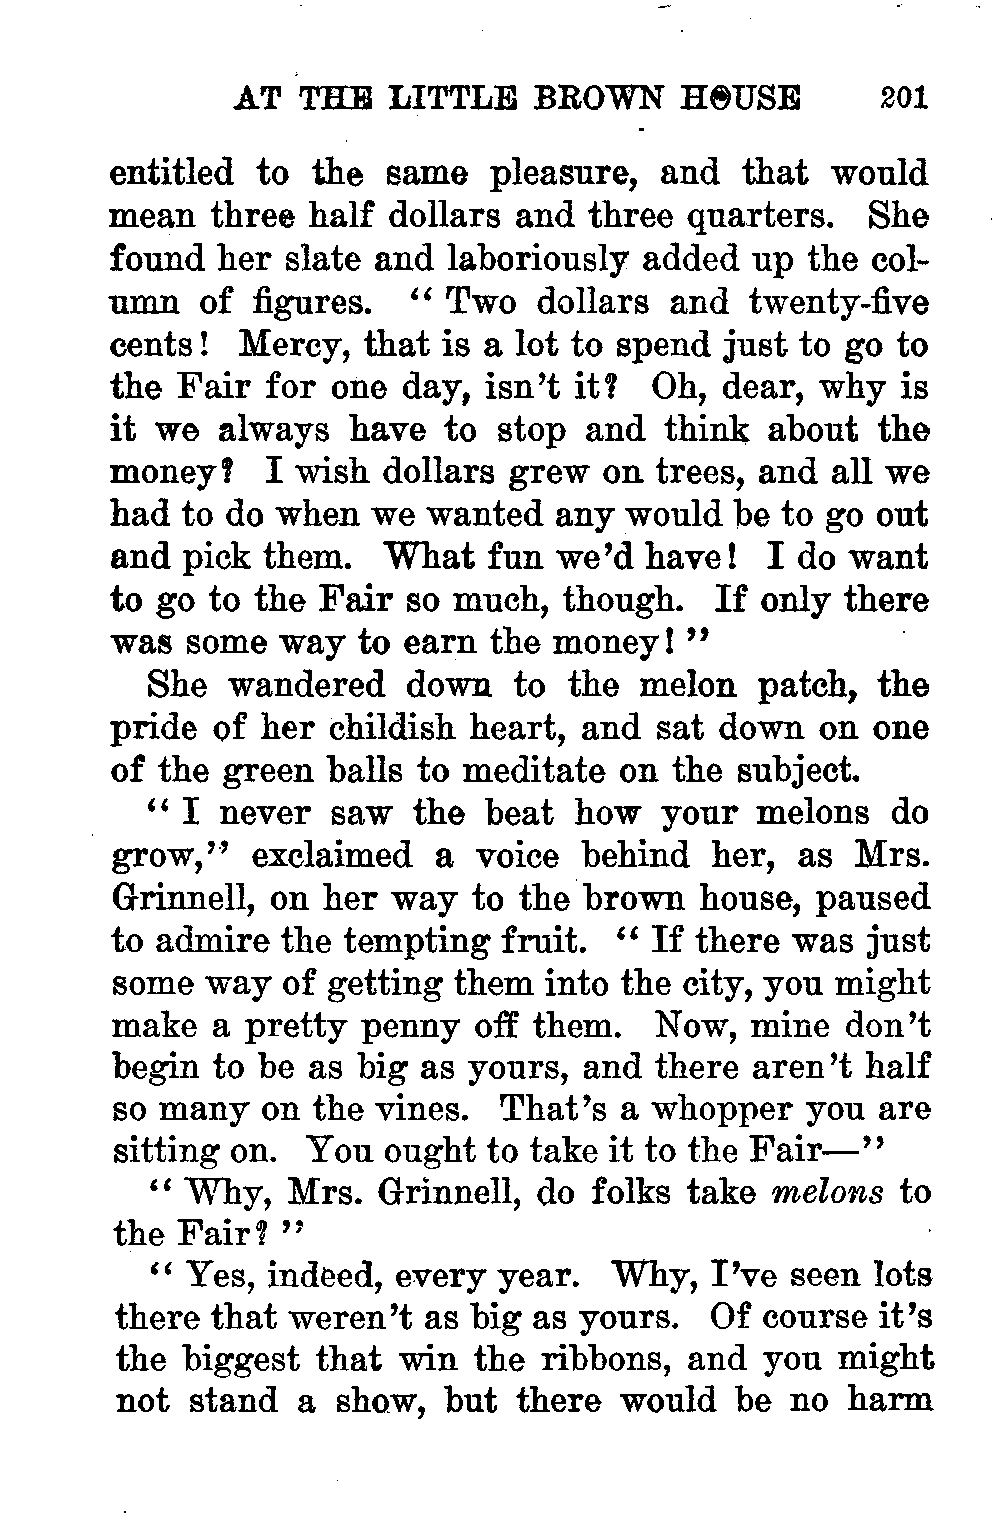 AT THE LITTLE BROWN HOUSE 201
entitled to the same pleasure, and that would
mean three half dollars and three quarters. She
found her slate and laboriously added up the col-
umn of figures. “ Two dollars and twenty-five
cents! Mercy, that is a lot to spend just to go to
the Fair for one day, isn’t it? Oh, dear, why is
it we always have to stop and think about the
money? I wish dollars grew on trees, and all we
had to do when we wanted any would be to go out
and pick them. What fun we’d have! I do want
to go to the Fair so much, though. If only there
was some way to earn the money! ”
She wandered down to the melon patch, the
pride of her childish heart, and sat down on one
of the green balls to meditate on the subject.
“ I never saw the beat how your melons do
grow,” exclaimed a voice behind her, as Mrs.
Grinnell, on her way to the brown house, paused
to admire the tempting fruit. “ If there was just
some way of getting them into the city, you might
make a pretty penny off them. Now, mine don’t
begin to be as big as yours, and there aren’t half
so many on the vines. That’s a whopper you are
sitting on. You ought to take it to the Fair—”
“ Why, Mrs. Grinnell, do folks take melons to
the Fair? ”
“ Yes, indeed, every year. Why, I’ve seen lots
there that weren’t as big as yours. Of course it’s
the biggest that win the ribbons, and you might
not stand a show, but there would be no harm